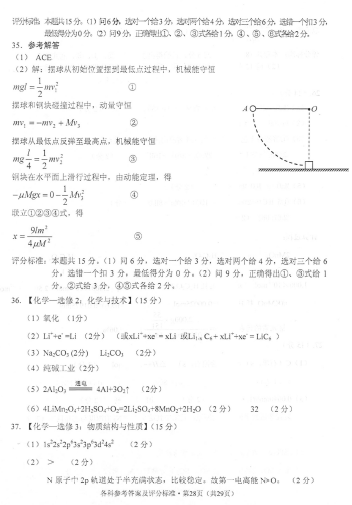 评分标准：本题共15分，(1) 问6分，选对一个给3分，选对两个给4分，选对三个给6分，选错一个扣3分，
最低得分为0分；(2) 问9分，正确得出①、②、③式各给1分，④、⑤、⑥式各给2分。
35. 参考解答
(1) ACE
(2) 解：摆球从初始位置摆到最低点过程中，机械能守恒
mgl = 1/2 mv₁² ①
摆球和钢块碰撞过程中，动量守恒
mv₁ = −mv₂ + Mv₃ ②
摆球从最低点反弹至最高点，机械能守恒
mg l/4 = 1/2 mv₂² ③
钢块在水平面上滑行过程中，由动能定理，得
−μMgx = 0 − 1/2 Mv₃² ④
联立①②③④式，得
x = 9lm²/4μM² ⑤
A O
评分标准：本题共 15 分。(1) 问 6 分，选对一个给 3 分，选对两个给 4 分，选对三个给 6
分，选错一个扣 3 分，最低得分为 0 分；(2) 问 9 分，正确得出①、③式给 1
分，②式给 3 分，④⑤式各给 2 分。
36. 【化学—选修 2：化学与技术】(15 分)
(1) 氧化 （1分）
(2) Li⁺+e⁻=Li （2分） （或xLi⁺+xe⁻= xLi 或Li₁₋ₓ C₆+ xLi⁺+xe⁻= LiC₆ ）
(3) Na₂CO₃ (2分) Li₂CO₃ （2分）
(4) 纯碱工业（2分）
(5) 2Al₂O₃ 通电 4Al+3O₂↑ （2分）
(6) 4LiMn₂O₄+2H₂SO₄+O₂=2Li₂SO₄+8MnO₂+2H₂O （2 分） 32 （2 分）
37. 【化学—选修 3：物质结构与性质】(15 分)
(1) 1s²2s²2p⁶3s²3p⁶3d²4s² （2 分）
(2) > （2 分）
N 原子中 2p 轨道处于半充满状态，比较稳定，故第一电离能 N>O。 （2 分）
各科参考答案及评分标准・第28页（共29页）